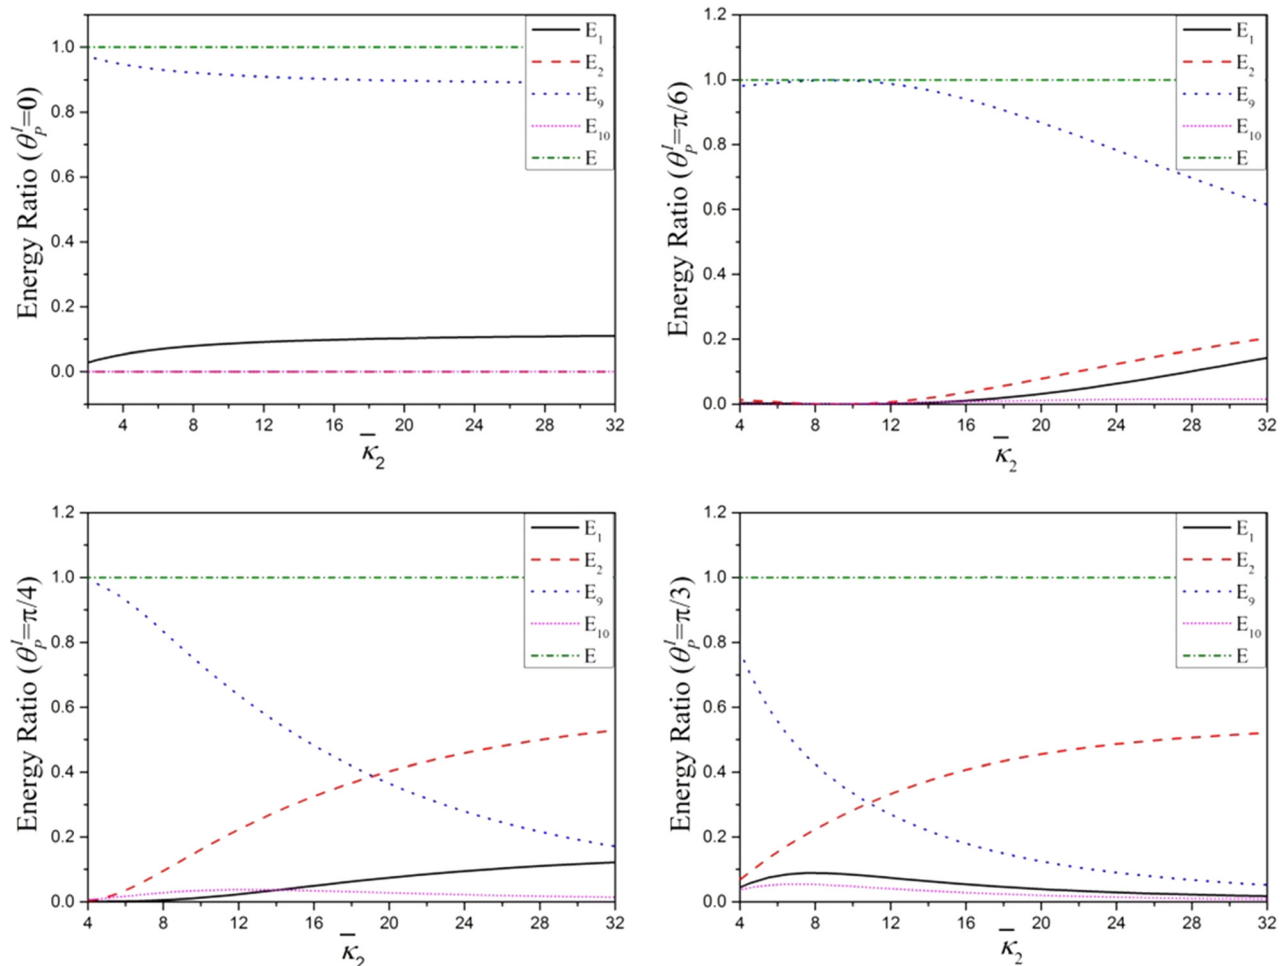 Energy Ratio (θ_P^I=0)
1.0
0.8
0.6
0.4
0.2
0.0
4 8 12 16 20 24 28 32
κ̄₂
E₁
E₂
E₉
E₁₀
E
Energy Ratio (θ_P^I=π/6)
1.2
1.0
0.8
0.6
0.4
0.2
0.0
4 8 12 16 20 24 28 32
κ̄₂
E₁
E₂
E₉
E₁₀
E
Energy Ratio (θ_P^I=π/4)
1.2
1.0
0.8
0.6
0.4
0.2
0.0
4 8 12 16 20 24 28 32
κ̄₂
E₁
E₂
E₉
E₁₀
E
Energy Ratio (θ_P^I=π/3)
1.2
1.0
0.8
0.6
0.4
0.2
0.0
4 8 12 16 20 24 28 32
κ̄₂
E₁
E₂
E₉
E₁₀
E